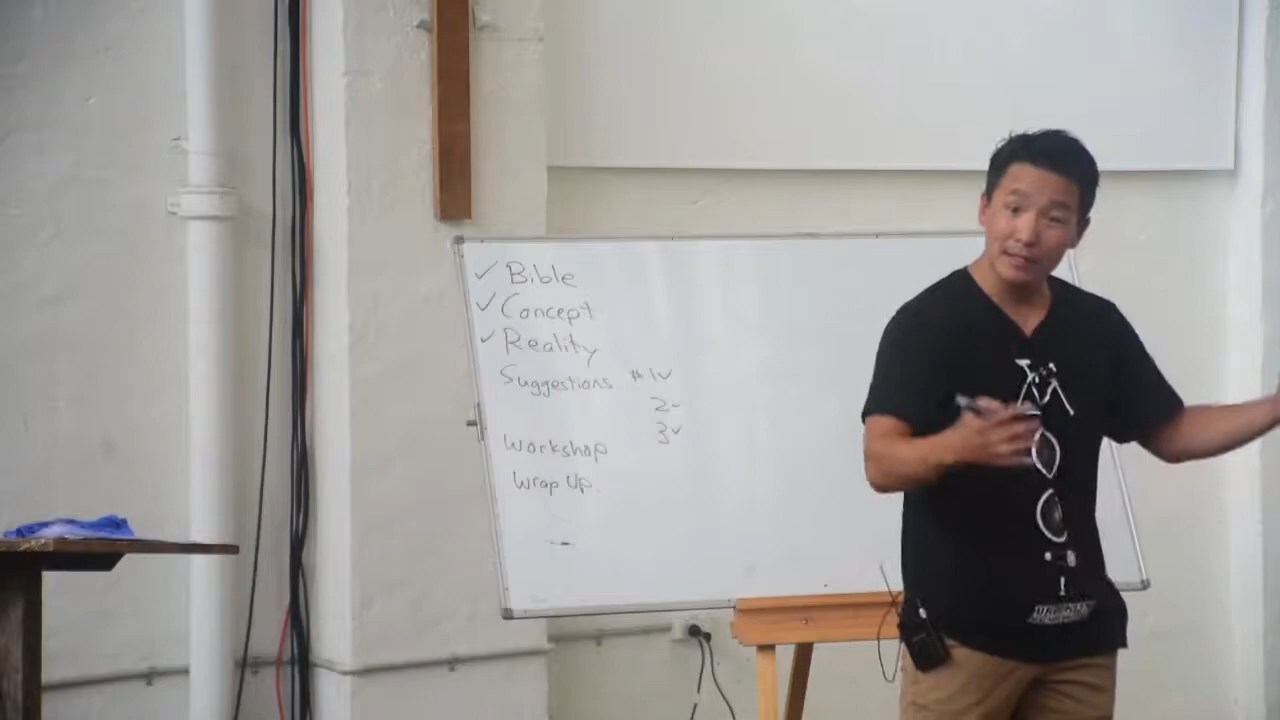 ✓ Bible
✓ Concept
✓ Reality
Suggestions #1✓
2-
3✓
Workshop
Wrap Up